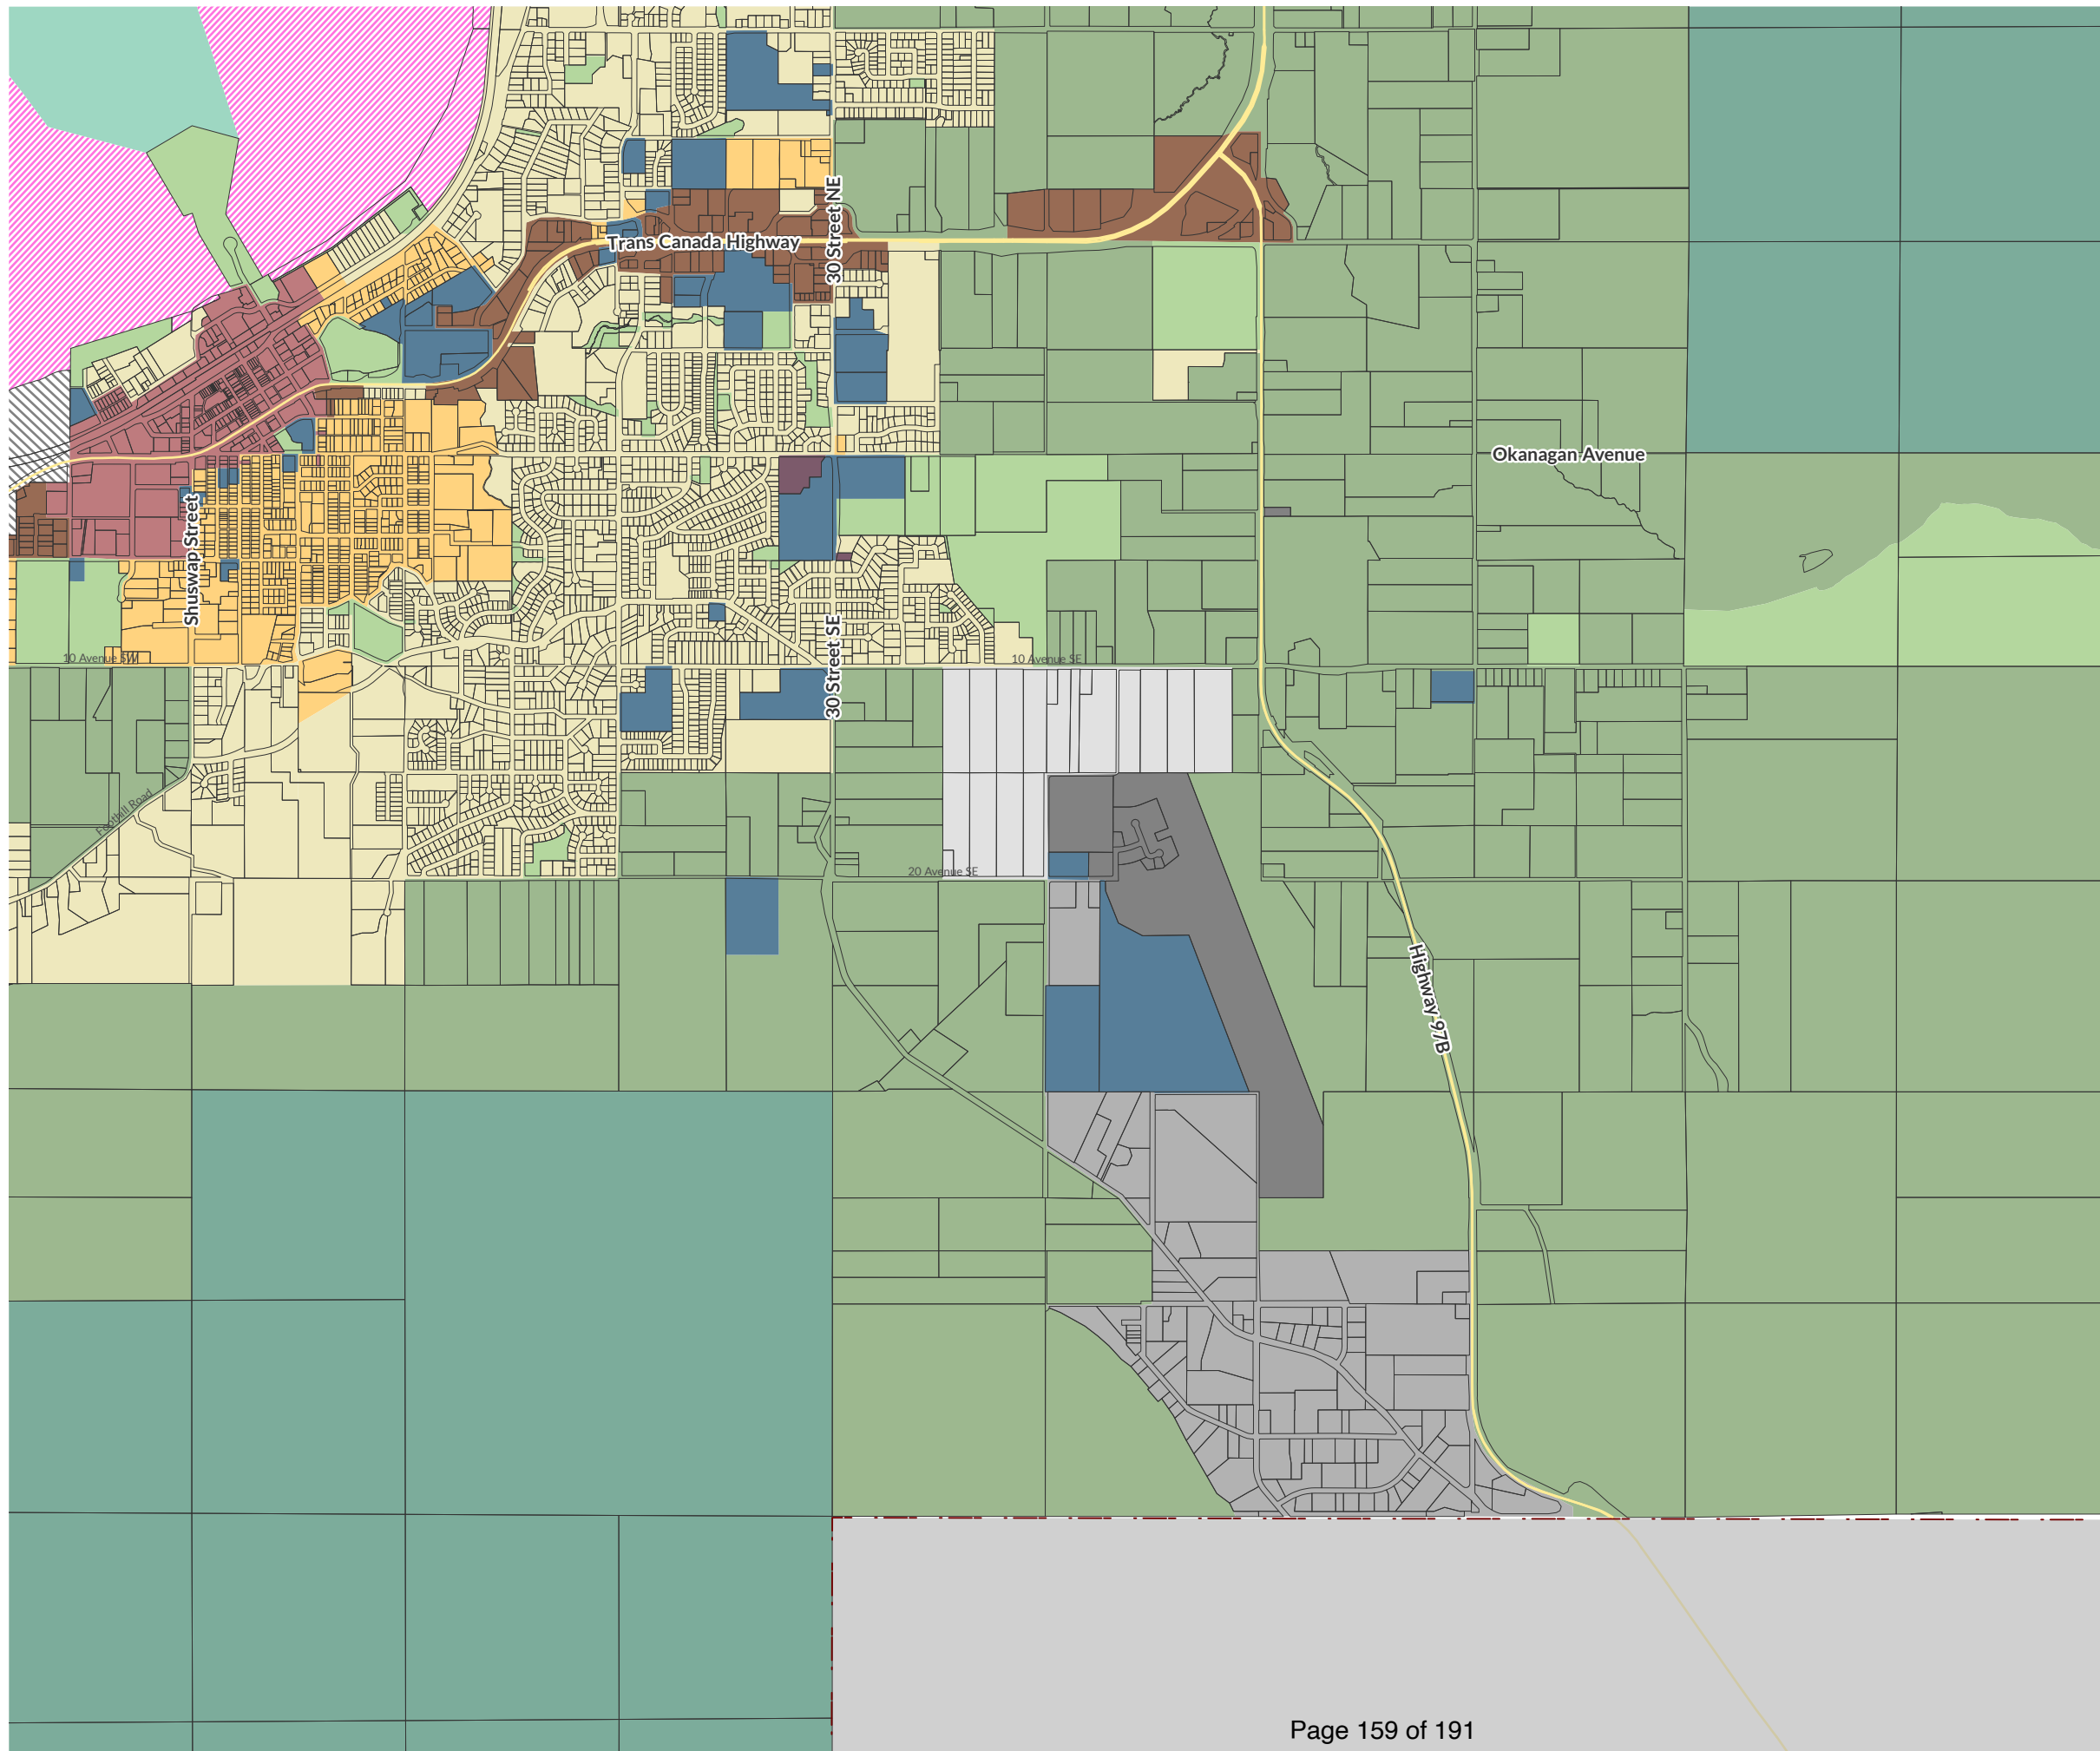 30 Street NE
Trans Canada Highway
Okanagan Avenue
Shuswap Street
30 Street SE
10 Avenue SW
10 Avenue SE
Foothill Road
20 Avenue SE
Highway 97B
Page 159 of 191